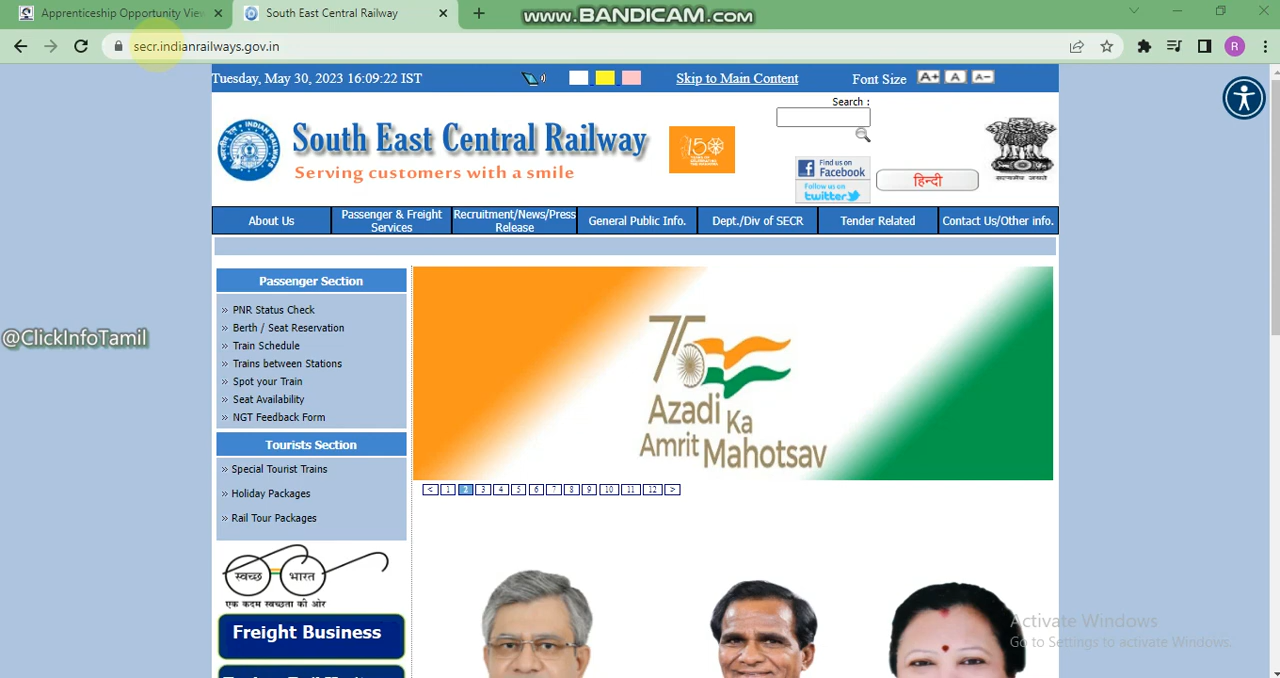 Apprenticeship Opportunity Vie
South East Central Railway
www.BANDICAM.com
secr.indianrailways.gov.in
R
Tuesday, May 30, 2023 16:09:22 IST
Skip to Main Content
Font Size
A+ A A-
Search :
South East Central Railway
Serving customers with a smile
Find us on
Facebook
Follow us on
twitter
हिन्दी
सत्यमेव जयते
About Us
Passenger & Freight
Services
Recruitment/News/Press
Release
General Public Info.
Dept./Div of SECR
Tender Related
Contact Us/Other info.
Passenger Section
» PNR Status Check
» Berth / Seat Reservation
» Train Schedule
» Trains between Stations
» Spot your Train
» Seat Availability
» NGT Feedback Form
@ClickInfoTamil
Tourists Section
» Special Tourist Trains
» Holiday Packages
» Rail Tour Packages
75
Azadi Ka
Amrit Mahotsav
< 1 2 3 4 5 6 7 8 9 10 11 12 >
स्वच्छ भारत
एक कदम स्वच्छता की ओर
Freight Business
Activate Windows
Go to Settings to activate Windows.